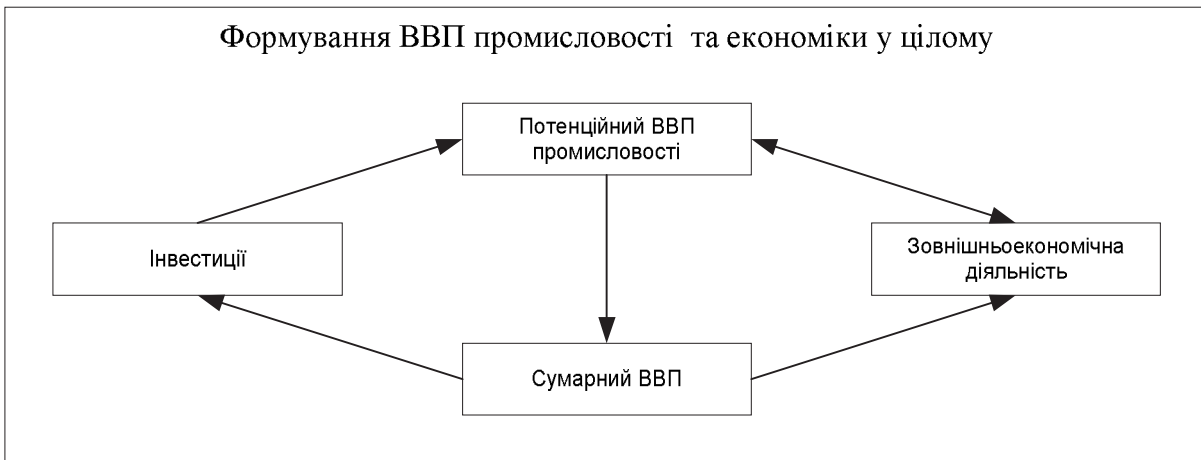 Формування ВВП промисловості та економіки у цілому
Потенційний ВВП
промисловості
Інвестиції
Зовнішньоекономічна
діяльність
Сумарний ВВП